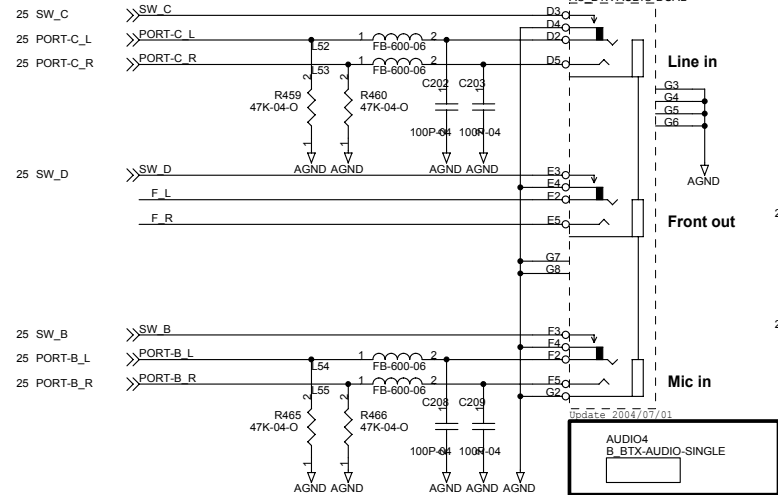 25 SW_C SW_C D3
D4
25 PORT-C_L PORT-C_L 1 2 D2
L52 FB-600-06
25 PORT-C_R PORT-C_R 1 2 D5 Line in
L53 FB-600-06
G3
G4
G5
G6
2 2 C202 C203
R459 R460
47K-04-O 47K-04-O
100P-04 100P-04
1 1
AGND AGND AGND AGND AGND
25 SW_D SW_D E3
E4
F_L E2
F_R E5 Front out
G7
G8
25 SW_B SW_B F3
F4
25 PORT-B_L PORT-B_L 1 2 F2
L54 FB-600-06
25 PORT-B_R PORT-B_R 1 2 F5 Mic in
L55 FB-600-06
G2
2 2 C208 C209
R465 R466
47K-04-O 47K-04-O
100P-04 100P-04
1 1
AGND AGND AGND AGND AGND
Update 2004/07/01
AUDIO4
B_BTX-AUDIO-SINGLE